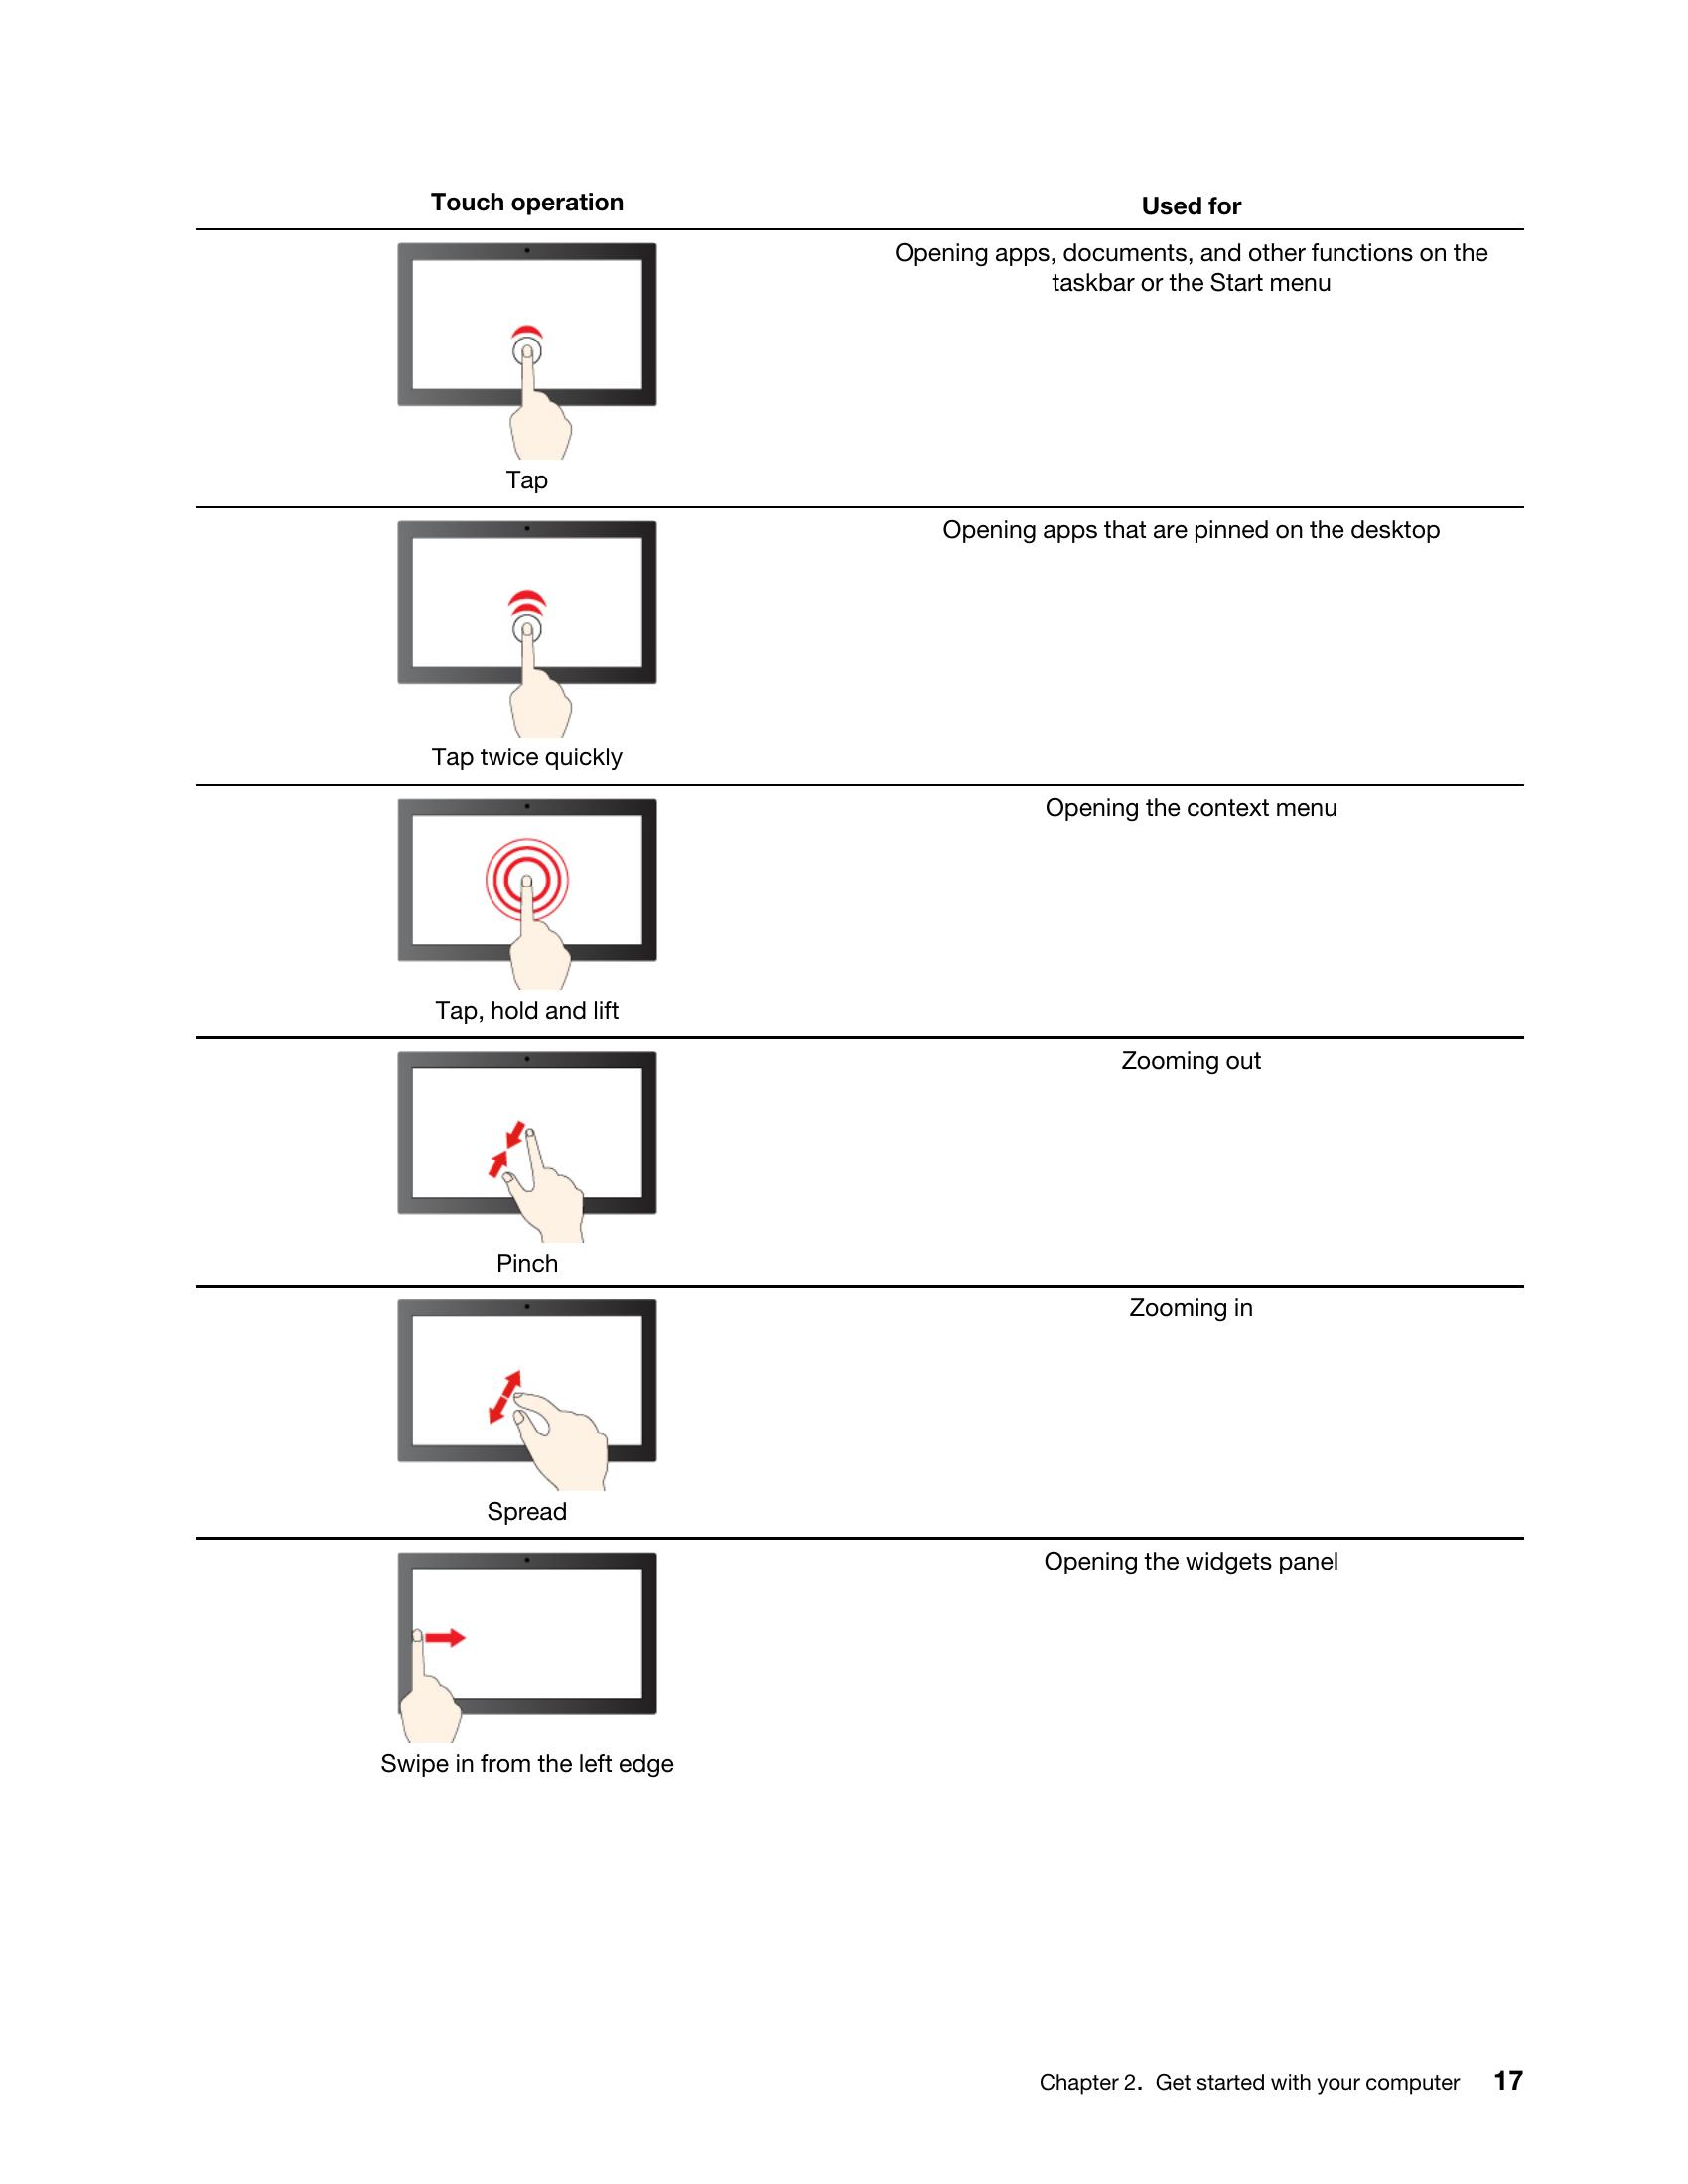 Touch operation
Used for
Opening apps, documents, and other functions on the
taskbar or the Start menu
Tap
Opening apps that are pinned on the desktop
Tap twice quickly
Opening the context menu
Tap, hold and lift
Zooming out
Pinch
Zooming in
Spread
Opening the widgets panel
Swipe in from the left edge
Chapter 2. Get started with your computer 17